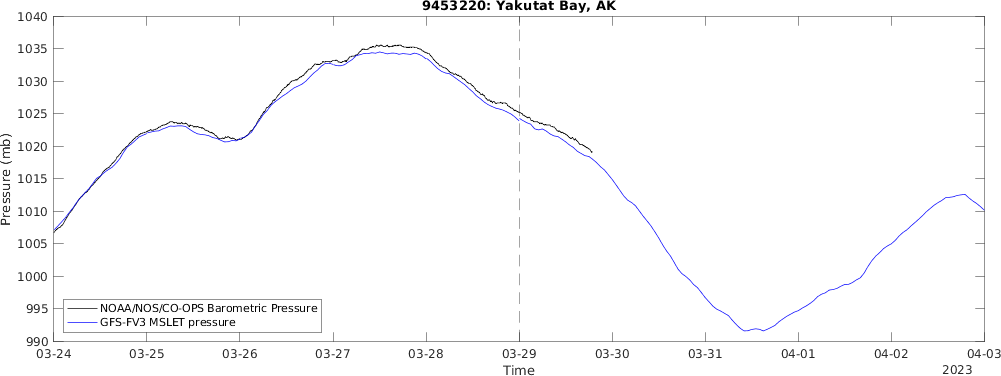 9453220: Yakutat Bay, AK
1040
1035
1030
1025
1020
1015
1010
1005
1000
995
990
Pressure (mb)
NOAA/NOS/CO-OPS Barometric Pressure
GFS-FV3 MSLET pressure
03-24 03-25 03-26 03-27 03-28 03-29 03-30 03-31 04-01 04-02 04-03
Time
2023